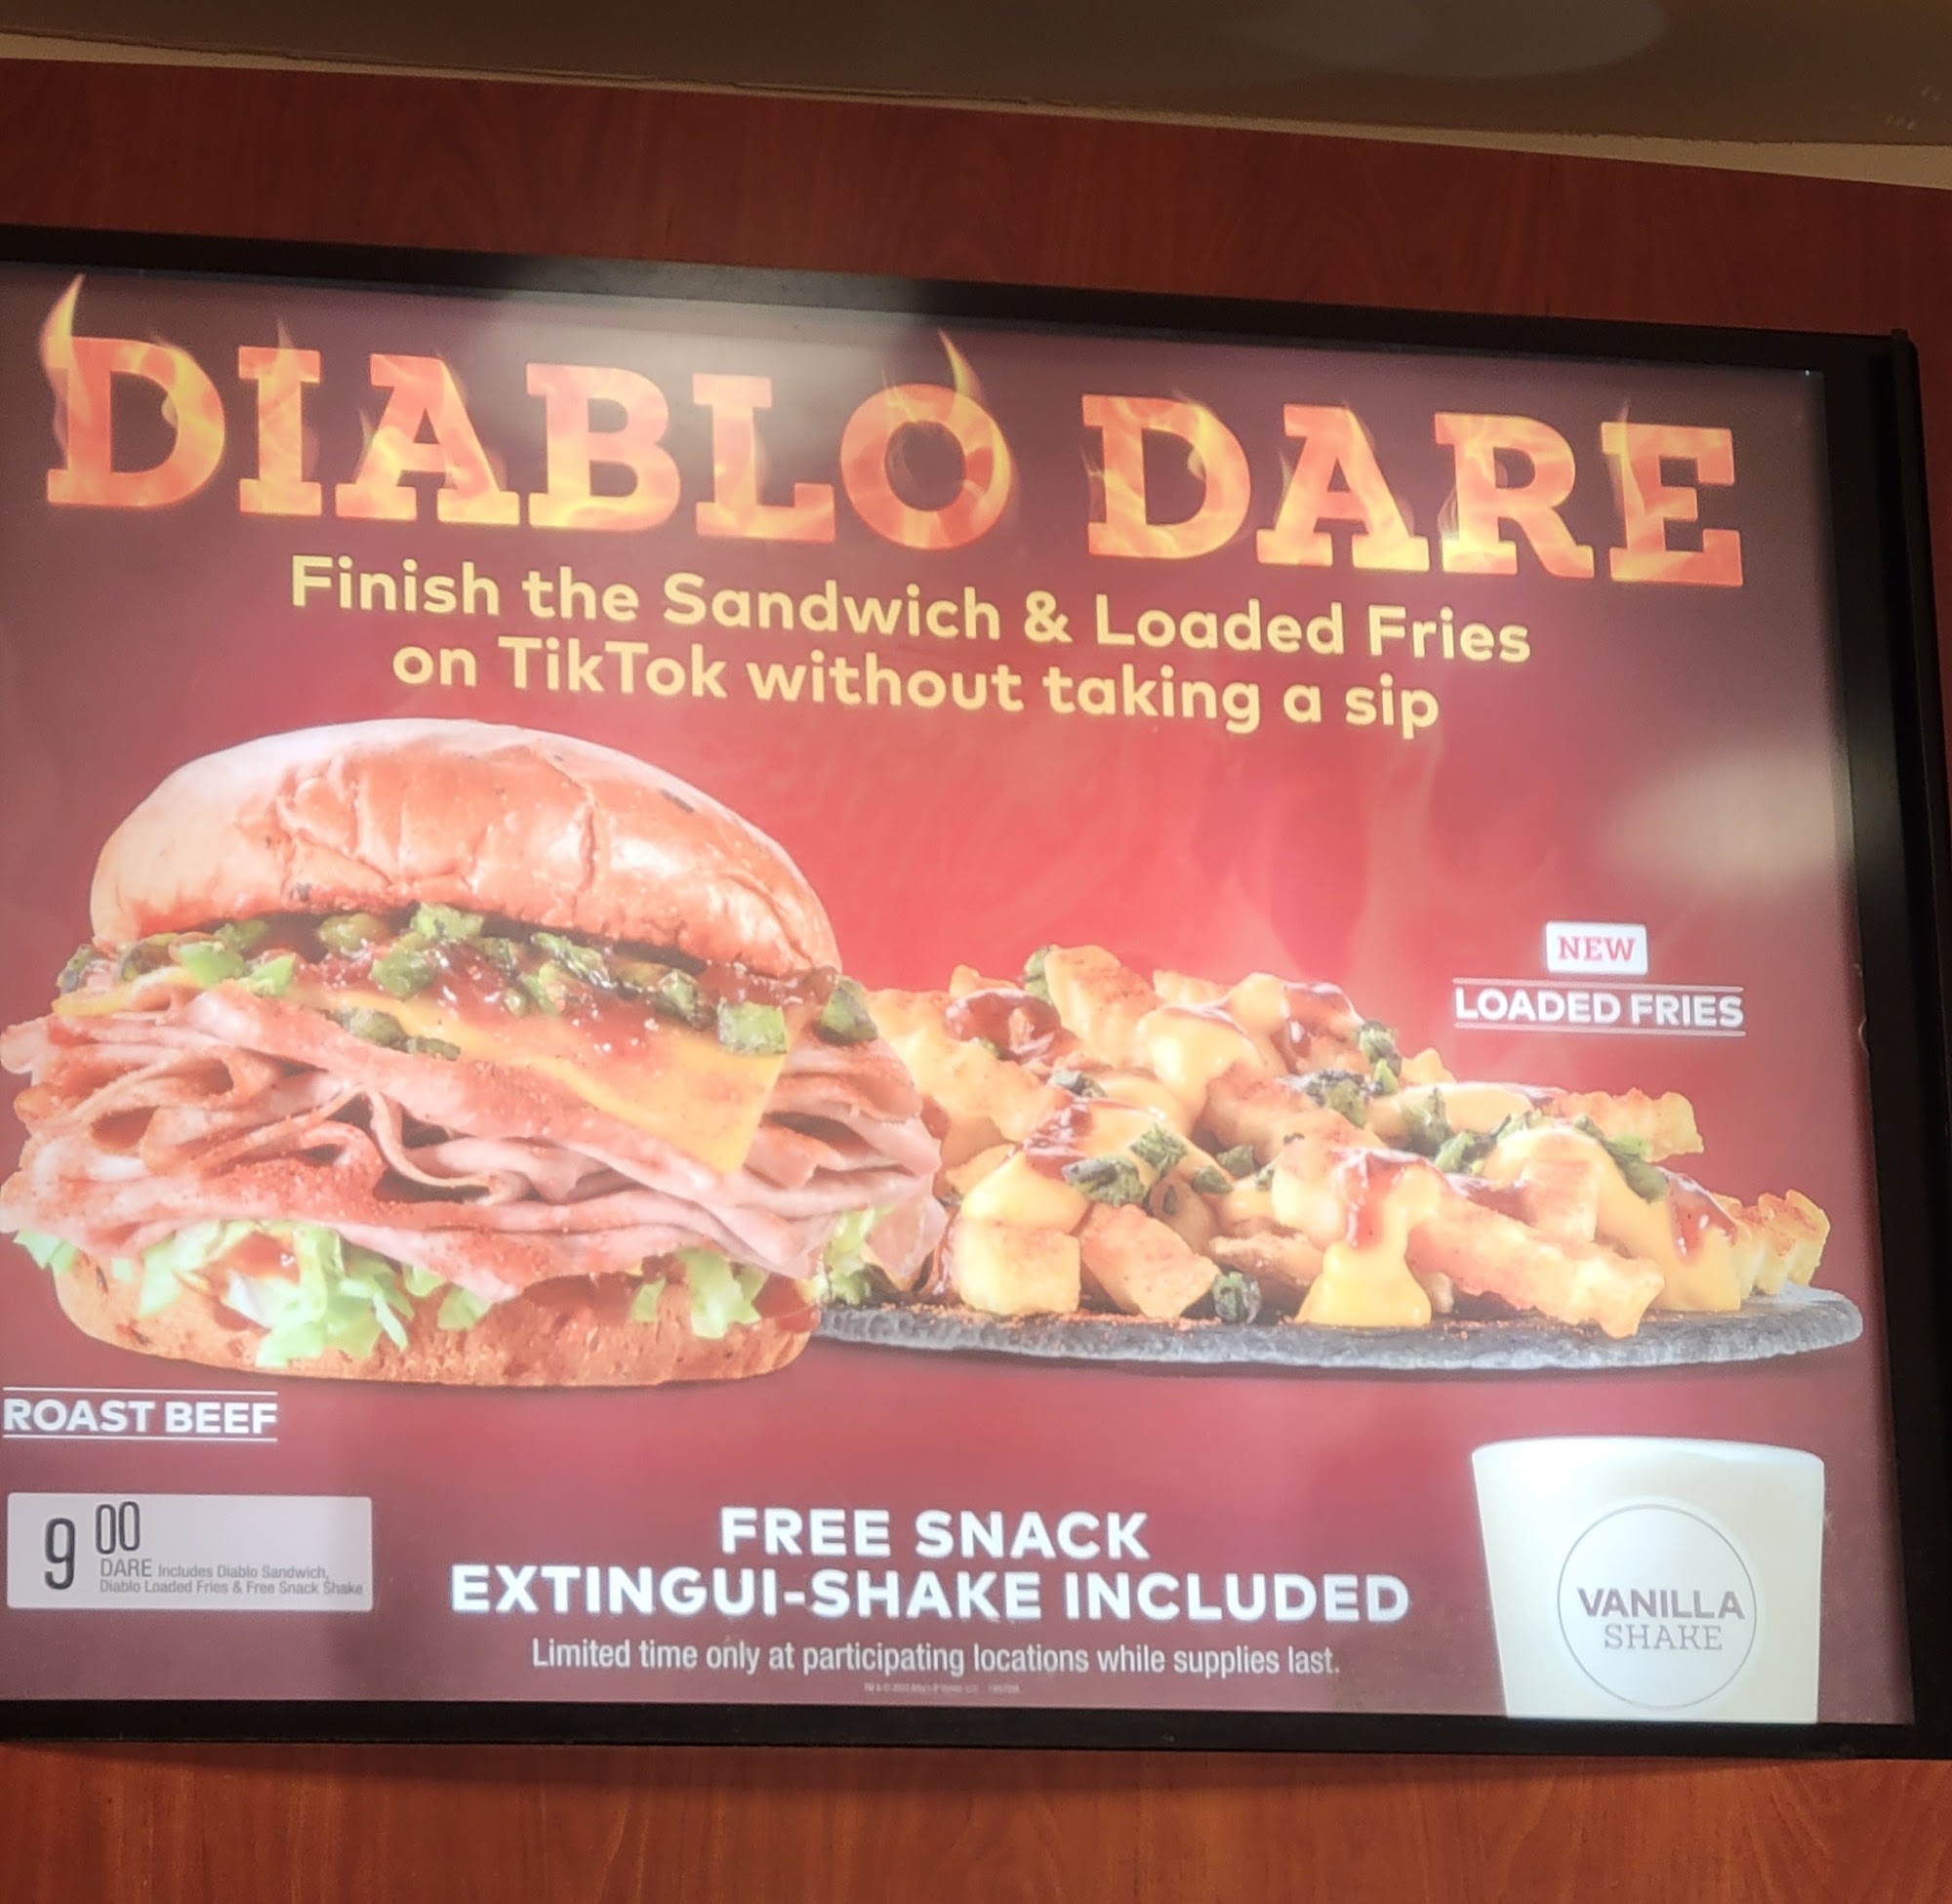 DIABLO DARE
Finish the Sandwich & Loaded Fries
on TikTok without taking a sip
NEW
LOADED FRIES
ROAST BEEF
9 00
DARE Includes Diablo Sandwich,
Diablo Loaded Fries & Free Snack Shake
FREE SNACK
EXTINGUI-SHAKE INCLUDED
Limited time only at participating locations while supplies last.
VANILLA
SHAKE